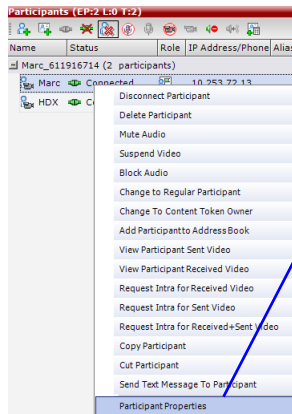 Participants (EP:2 L:0 T:2)
Name Status Role IP Address/Phone Alias
Marc_611916714 (2 participants)
Marc Connected 10.253.72.13
HDX
Disconnect Participant
Delete Participant
Mute Audio
Suspend Video
Block Audio
Change to Regular Participant
Change To Content Token Owner
Add Participant to Address Book
View Participant Sent Video
View Participant Received Video
Request Intra for Received Video
Request Intra for Sent Video
Request Intra for Received+Sent Video
Copy Participant
Cut Participant
Send Text Message To Participant
Participant Properties